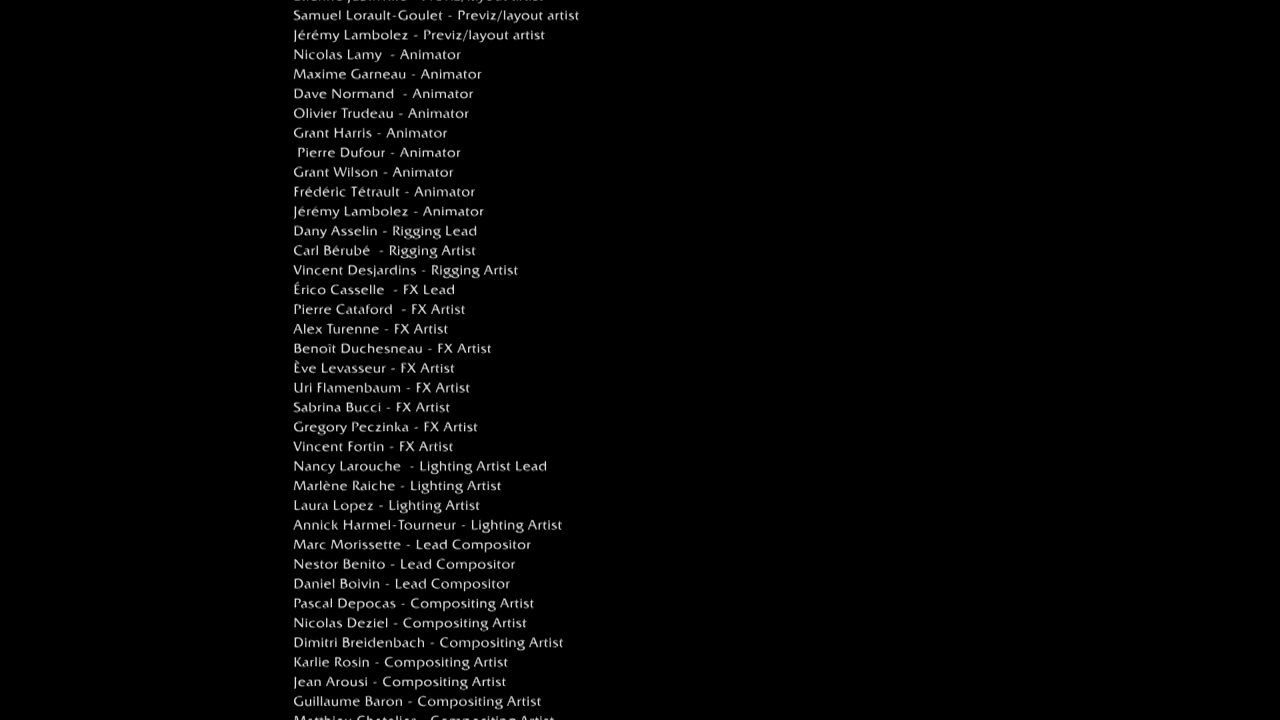 Samuel Lorault-Goulet - Previz/layout artist
Jérémy Lambolez - Previz/layout artist
Nicolas Lamy - Animator
Maxime Garneau - Animator
Dave Normand - Animator
Olivier Trudeau - Animator
Grant Harris - Animator
Pierre Dufour - Animator
Grant Wilson - Animator
Frédéric Tétrault - Animator
Jérémy Lambolez - Animator
Dany Asselin - Rigging Lead
Carl Bérubé - Rigging Artist
Vincent Desjardins - Rigging Artist
Érico Casselle - FX Lead
Pierre Cataford - FX Artist
Alex Turenne - FX Artist
Benoît Duchesneau - FX Artist
Ève Levasseur - FX Artist
Uri Flamenbaum - FX Artist
Sabrina Bucci - FX Artist
Gregory Peczinka - FX Artist
Vincent Fortin - FX Artist
Nancy Larouche - Lighting Artist Lead
Marlène Raiche - Lighting Artist
Laura Lopez - Lighting Artist
Annick Harmel-Tourneur - Lighting Artist
Marc Morissette - Lead Compositor
Nestor Benito - Lead Compositor
Daniel Boivin - Lead Compositor
Pascal Depocas - Compositing Artist
Nicolas Deziel - Compositing Artist
Dimitri Breidenbach - Compositing Artist
Karlie Rosin - Compositing Artist
Jean Arousi - Compositing Artist
Guillaume Baron - Compositing Artist